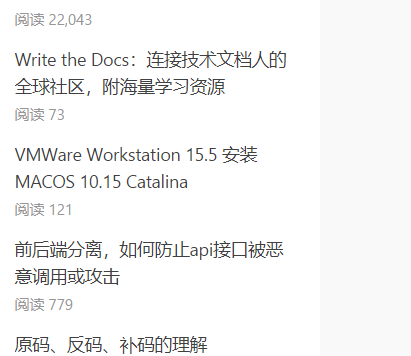 阅读 22,043
Write the Docs：连接技术文档人的
全球社区，附海量学习资源
阅读 73
VMWare Workstation 15.5 安装
MACOS 10.15 Catalina
阅读 121
前后端分离，如何防止api接口被恶
意调用或攻击
阅读 779
原码、反码、补码的理解